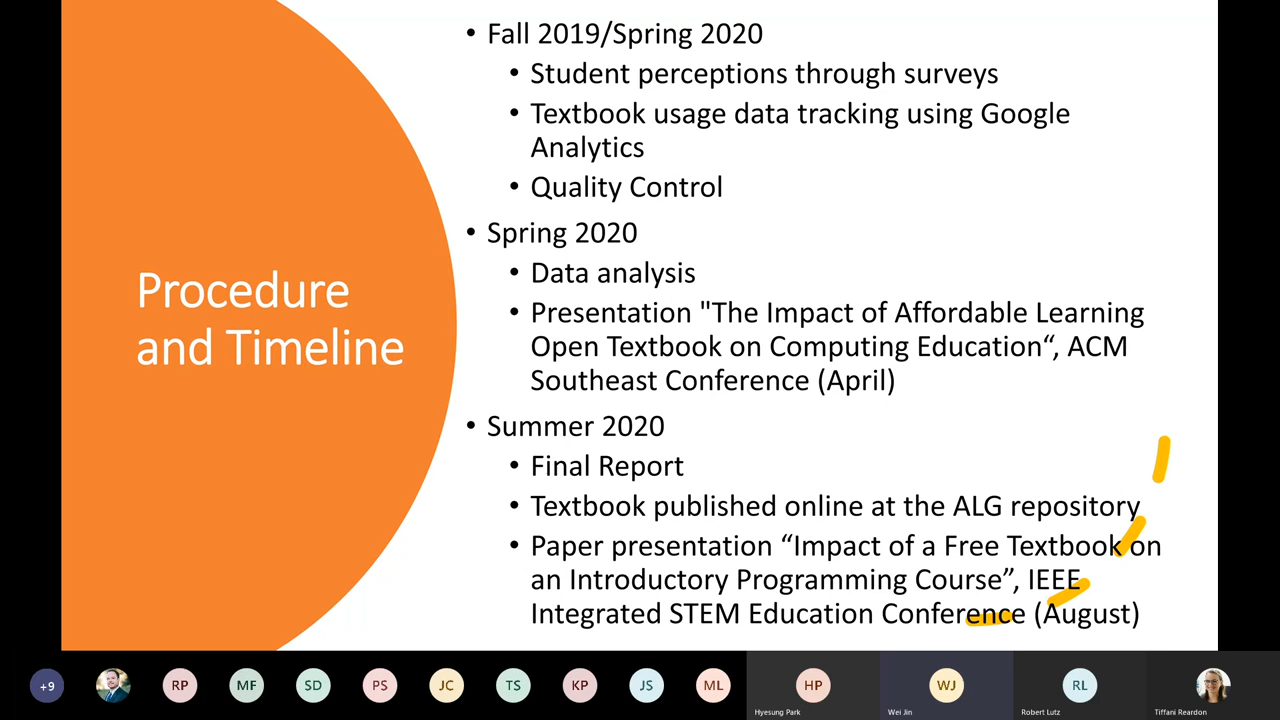 Procedure
and Timeline
• Fall 2019/Spring 2020
• Student perceptions through surveys
• Textbook usage data tracking using Google
Analytics
• Quality Control
• Spring 2020
• Data analysis
• Presentation "The Impact of Affordable Learning
Open Textbook on Computing Education“, ACM
Southeast Conference (April)
• Summer 2020
• Final Report
• Textbook published online at the ALG repository
• Paper presentation “Impact of a Free Textbook on
an Introductory Programming Course”, IEEE
Integrated STEM Education Conference (August)
+9 RP MF SD PS JC TS KP JS ML HP WJ RL
Hyesung Park Wei Jin Robert Lutz Tiffani Reardon